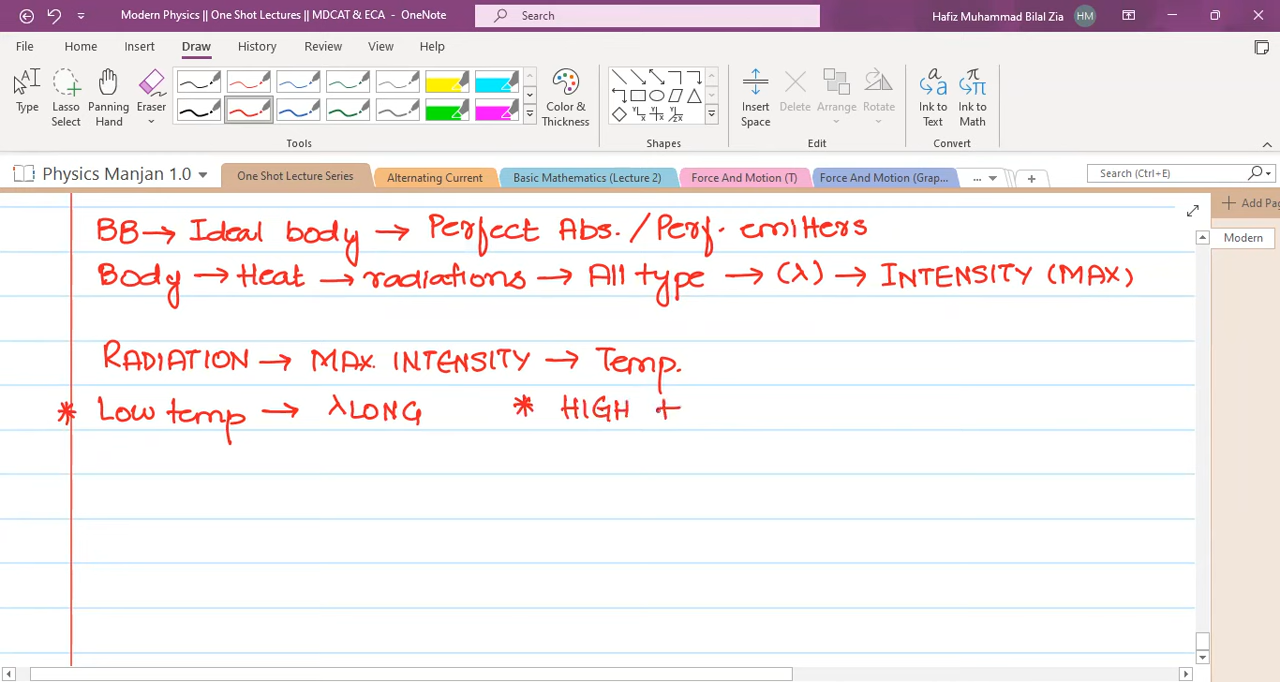 Modern Physics || One Shot Lectures || MDCAT & ECA - OneNote
Search
Hafiz Muhammad Bilal Zia HM
File Home Insert Draw History Review View Help
Type Lasso Select Panning Hand Eraser Color & Thickness Insert Space Delete Arrange Rotate Ink to Text Ink to Math
Tools Shapes Edit Convert
Physics Manjan 1.0 One Shot Lecture Series Alternating Current Basic Mathematics (Lecture 2) Force And Motion (T) Force And Motion (Grap... ... + Search (Ctrl+E)
+ Add Pag
Modern
BB → Ideal body → Perfect Abs. / Perf. emitters
Body → Heat → radiations → All type → (λ) → INTENSITY (MAX)
RADIATION → MAX. INTENSITY → Temp.
* Low temp → λ LONG * HIGH t